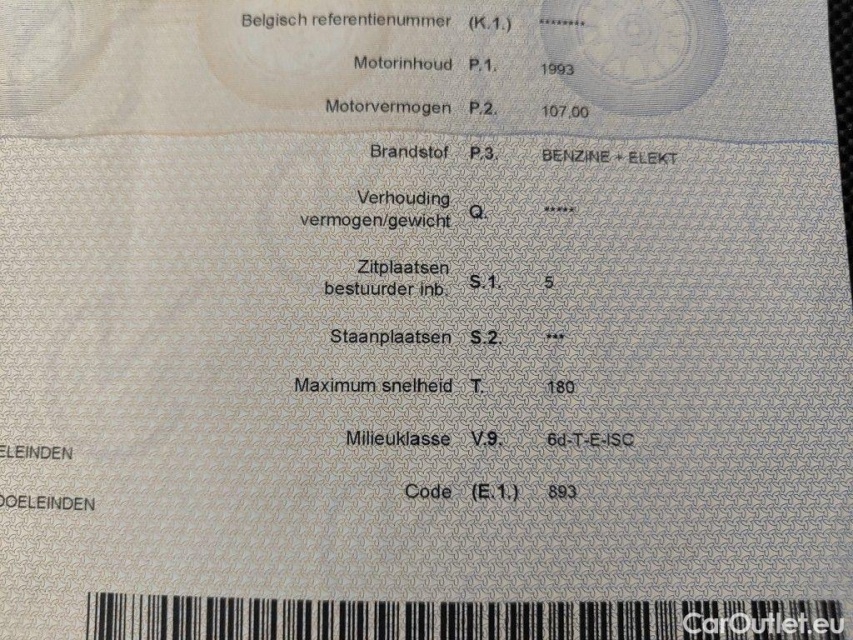 Belgisch referentienummer (K.1.) ********
Motorinhoud P.1. 1993
Motorvermogen P.2. 107,00
Brandstof P.3. BENZINE + ELEKT
Verhouding
vermogen/gewicht Q. *****
Zitplaatsen
bestuurder inb. S.1. 5
Staanplaatsen S.2. ***
Maximum snelheid T. 180
Milieuklasse V.9. 6d-T-E-ISC
ELEINDEN
Code (E.1.) 893
DOELEINDEN
CarOutlet.eu